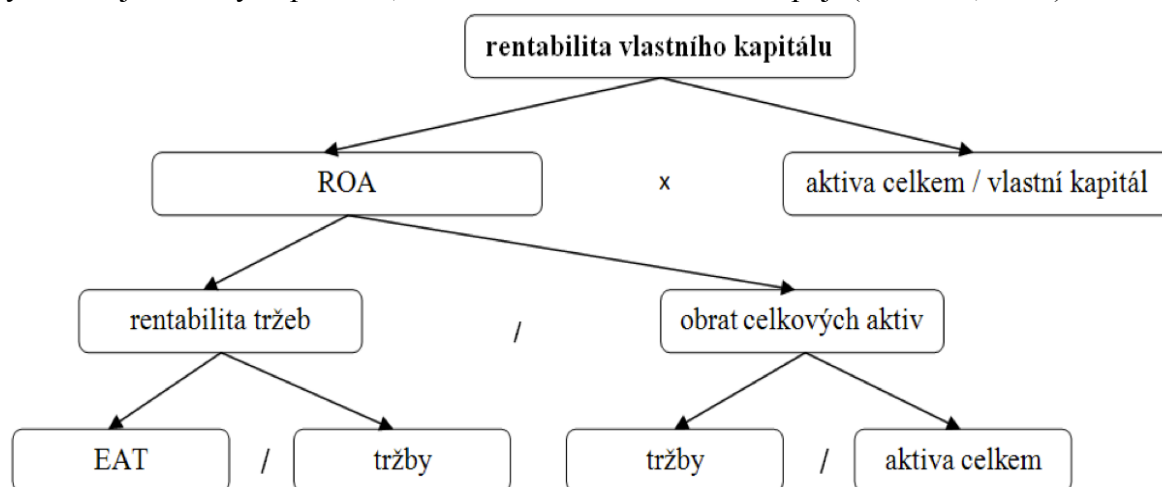 rentabilita vlastního kapitálu
ROA x aktiva celkem / vlastní kapitál
rentabilita tržeb / obrat celkových aktiv
EAT / tržby tržby / aktiva celkem